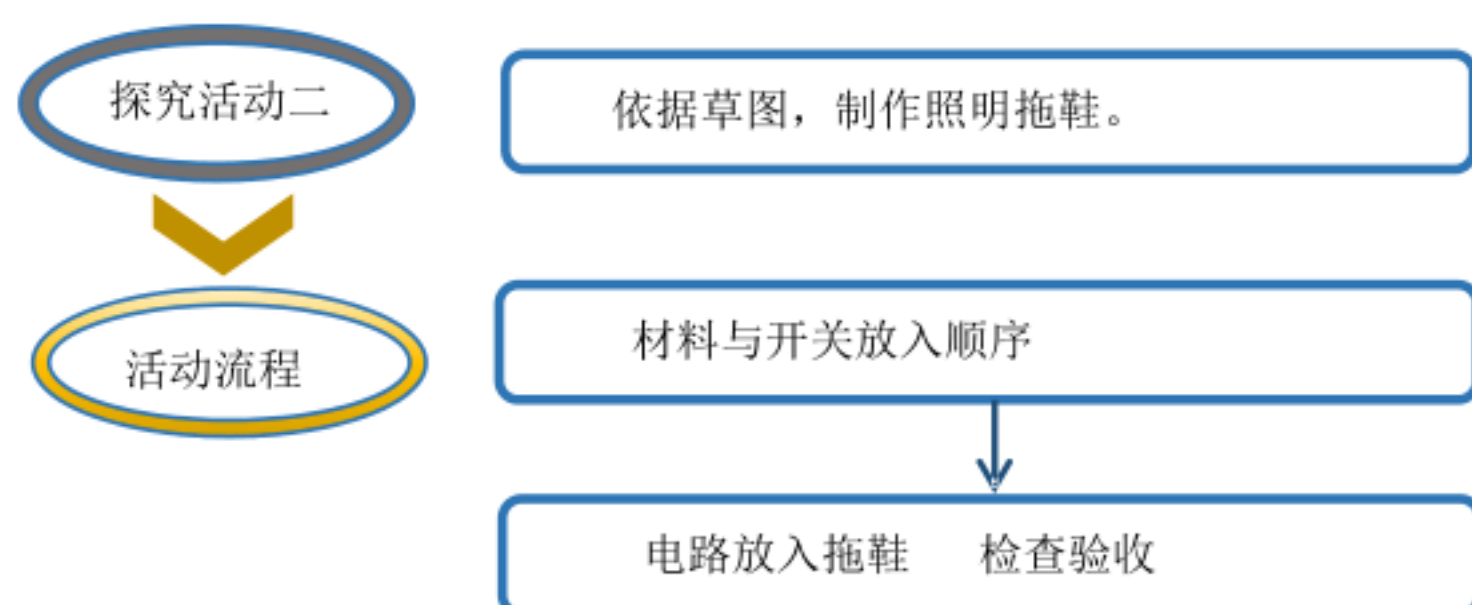 探究活动二
依据草图，制作照明拖鞋。
活动流程
材料与开关放入顺序
电路放入拖鞋 检查验收